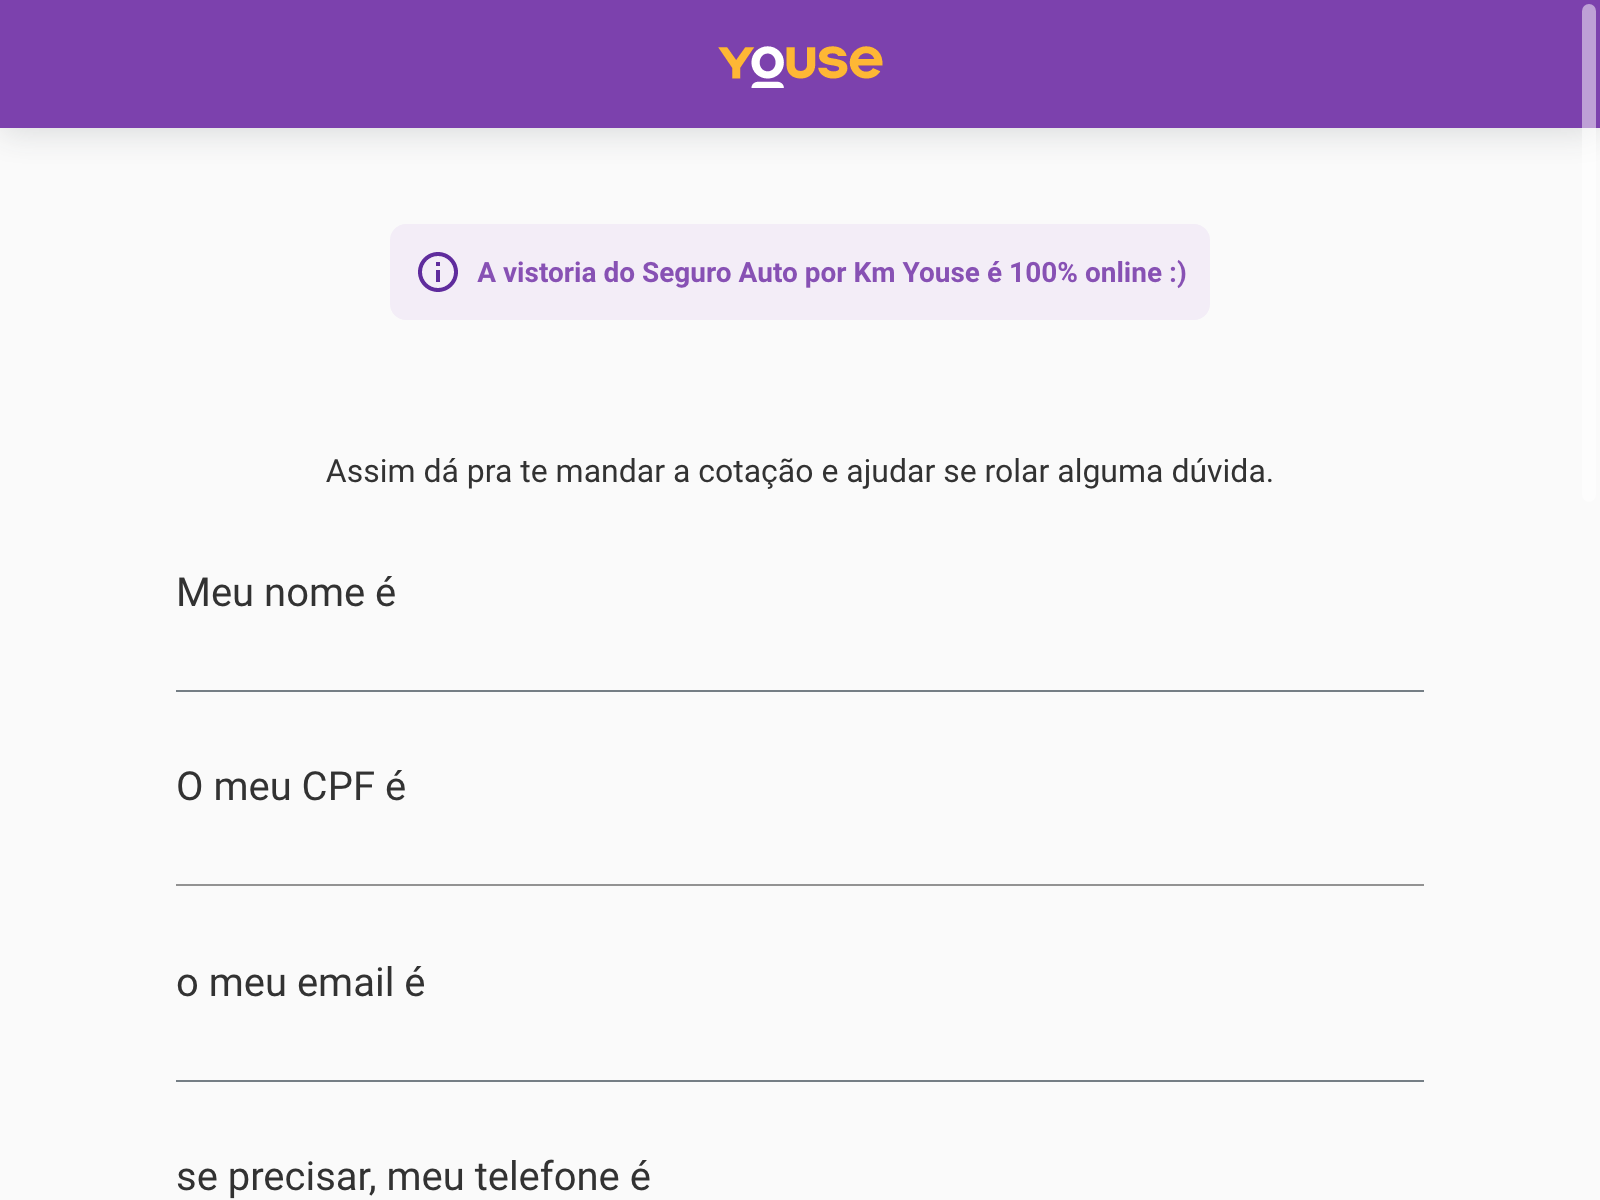 Youse
A vistoria do Seguro Auto por Km Youse é 100% online :)
Assim dá pra te mandar a cotação e ajudar se rolar alguma dúvida.
Meu nome é
O meu CPF é
o meu email é
se precisar, meu telefone é